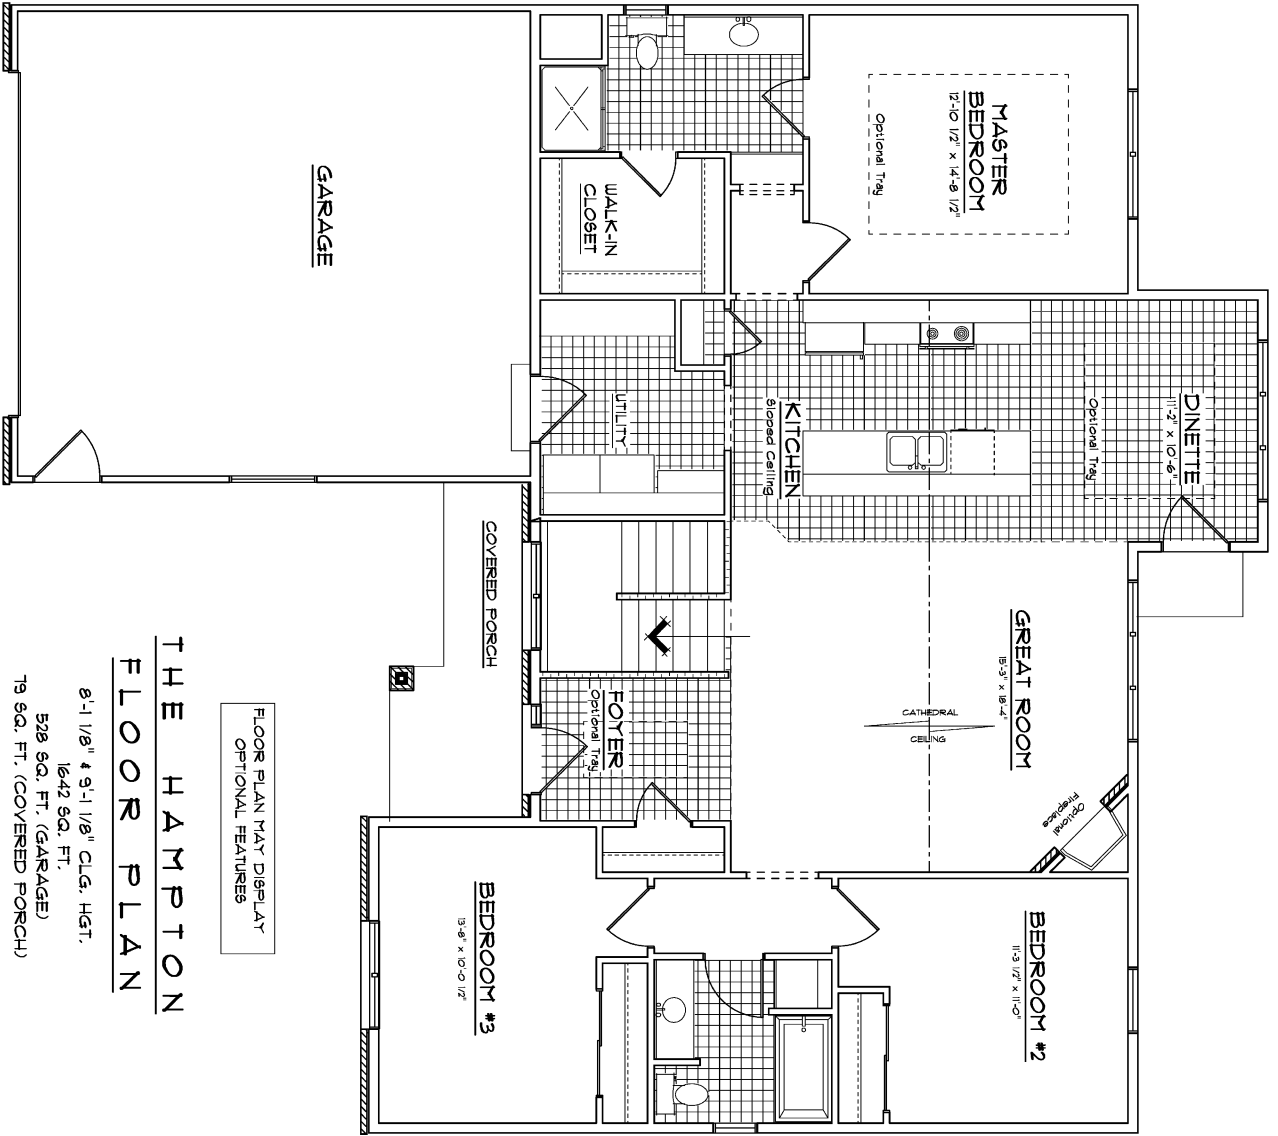 MASTER
BEDROOM
12'-10 1/2" x 14'-8 1/2"
Optional Tray
WALK-IN
CLOSET
GARAGE
DINETTE
11'-2" x 10'-6"
Optional Tray
KITCHEN
Sloped Ceiling
UTILITY
COVERED PORCH
GREAT ROOM
15'-3" x 18'-4"
CATHEDRAL
CEILING
Optional
Fireplace
FOYER
Optional Tray
BEDROOM #2
11'-3 1/2" x 11'-0"
BEDROOM #3
13'-8" x 10'-0 1/2"
FLOOR PLAN MAY DISPLAY
OPTIONAL FEATURES
THE HAMPTON
FLOOR PLAN
8'-1 1/8" & 9'-1 1/8" CLG. HGT.
1642 SQ. FT.
528 SQ. FT. (GARAGE)
79 SQ. FT. (COVERED PORCH)